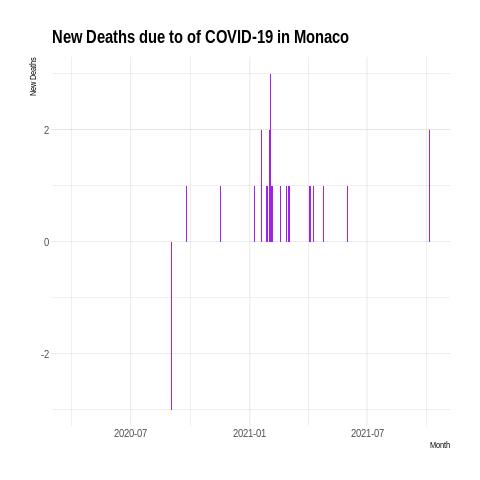 New Deaths due to of COVID-19 in Monaco
New Deaths
2
0
-2
2020-07
2021-01
2021-07
Month